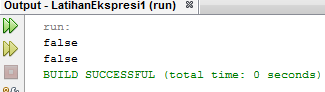 Output - LatihanEkspresi1 (run)
run:
false
false
BUILD SUCCESSFUL (total time: 0 seconds)